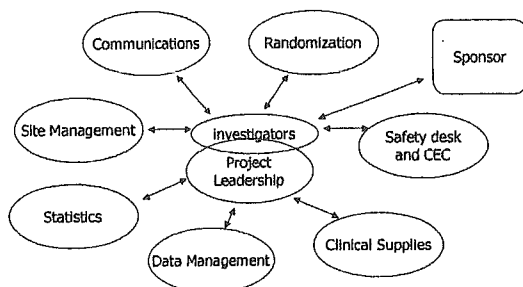 Communications
Randomization
Sponsor
Site Management
investigators
Safety desk
and CEC
Project
Leadership
Statistics
Clinical Supplies
Data Management